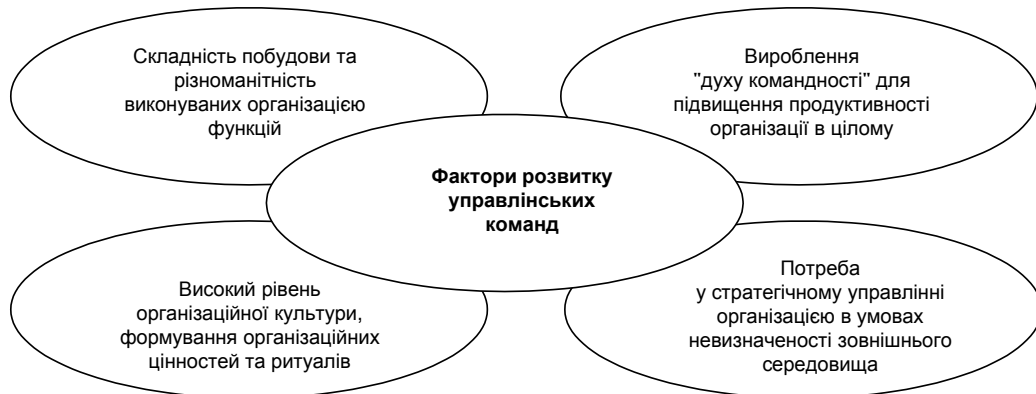 Складність побудови та
різноманітність
виконуваних організацією
функцій
Вироблення
"духу командності" для
підвищення продуктивності
організації в цілому
Фактори розвитку
управлінських
команд
Високий рівень
організаційної культури,
формування організаційних
цінностей та ритуалів
Потреба
у стратегічному управлінні
організацією в умовах
невизначеності зовнішнього
середовища